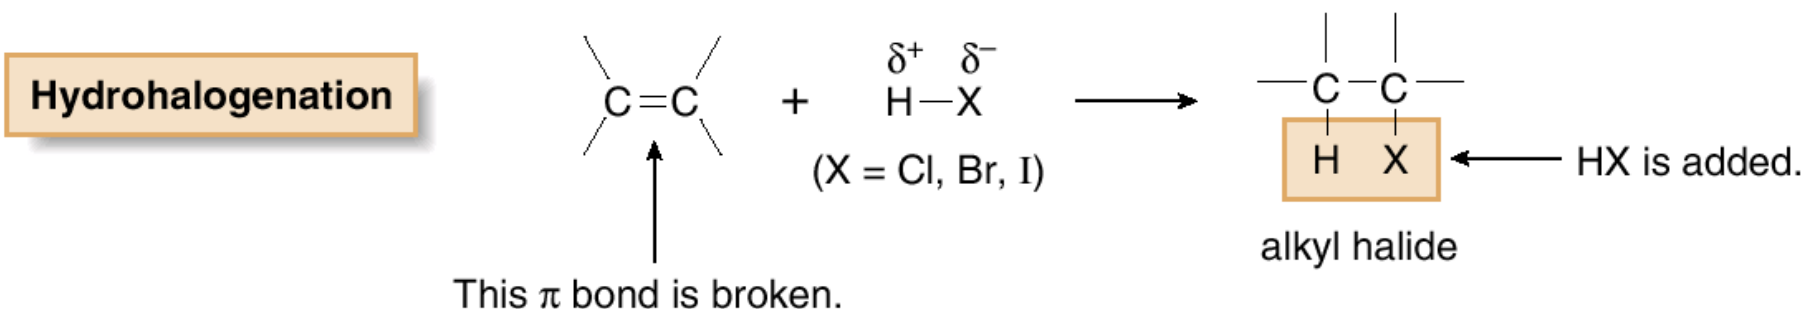 Hydrohalogenation
C=C + H—X
δ+ δ−
(X = Cl, Br, I)
This π bond is broken.
C—C
H X
HX is added.
alkyl halide